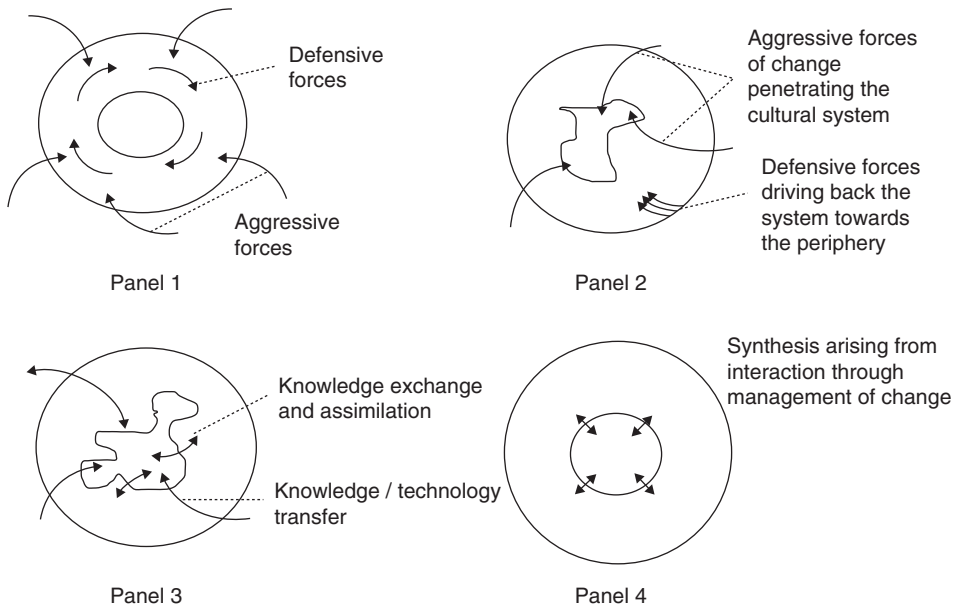 Defensive
forces
Aggressive
forces
Panel 1
Aggressive forces
of change
penetrating the
cultural system
Defensive forces
driving back the
system towards
the periphery
Panel 2
Knowledge exchange
and assimilation
Knowledge / technology
transfer
Panel 3
Synthesis arising from
interaction through
management of change
Panel 4